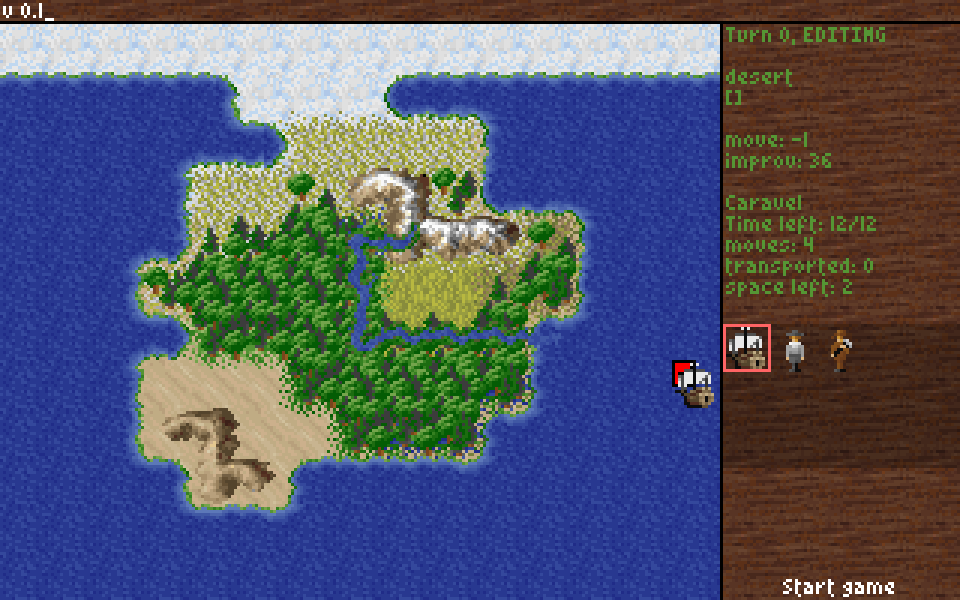 v 0.1_
Turn 0, EDITING
desert
[]
move: -1
improv: 36
Caravel
Time left: 12/12
moves: 4
transported: 0
space left: 2
Start game